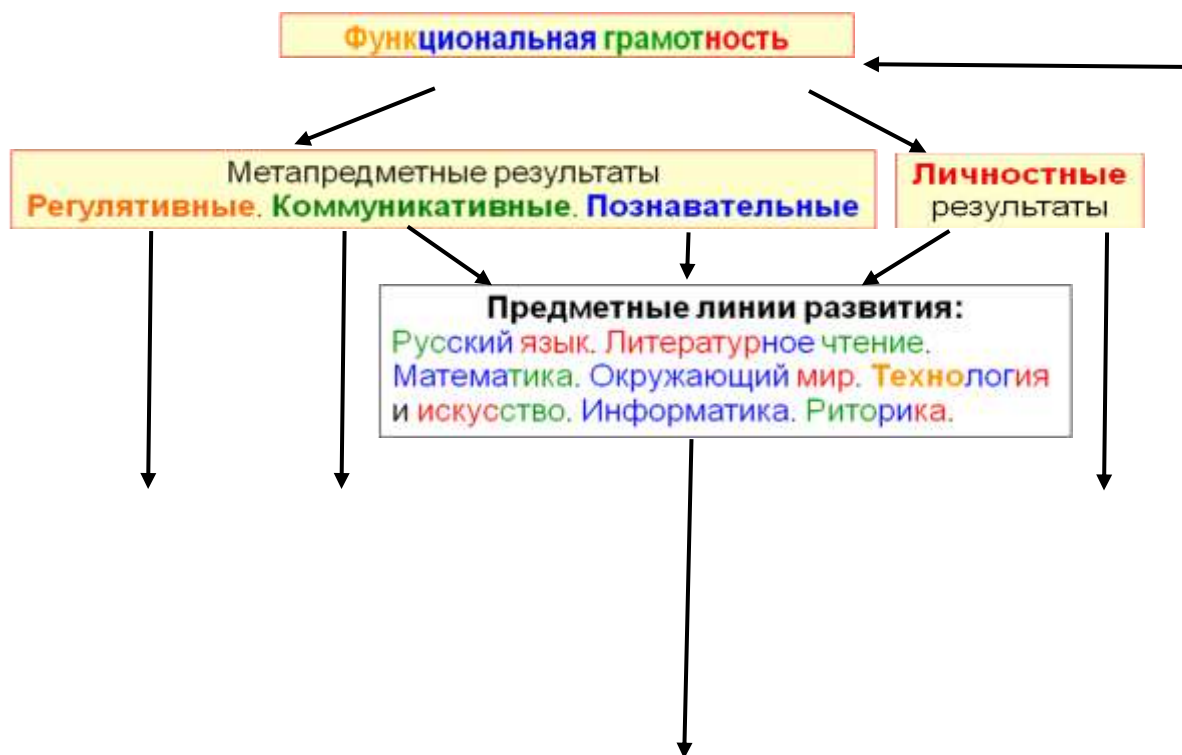 Функциональная грамотность
Метапредметные результаты
Регулятивные. Коммуникативные. Познавательные
Личностные
результаты
Предметные линии развития:
Русский язык. Литературное чтение.
Математика. Окружающий мир. Технология
и искусство. Информатика. Риторика.